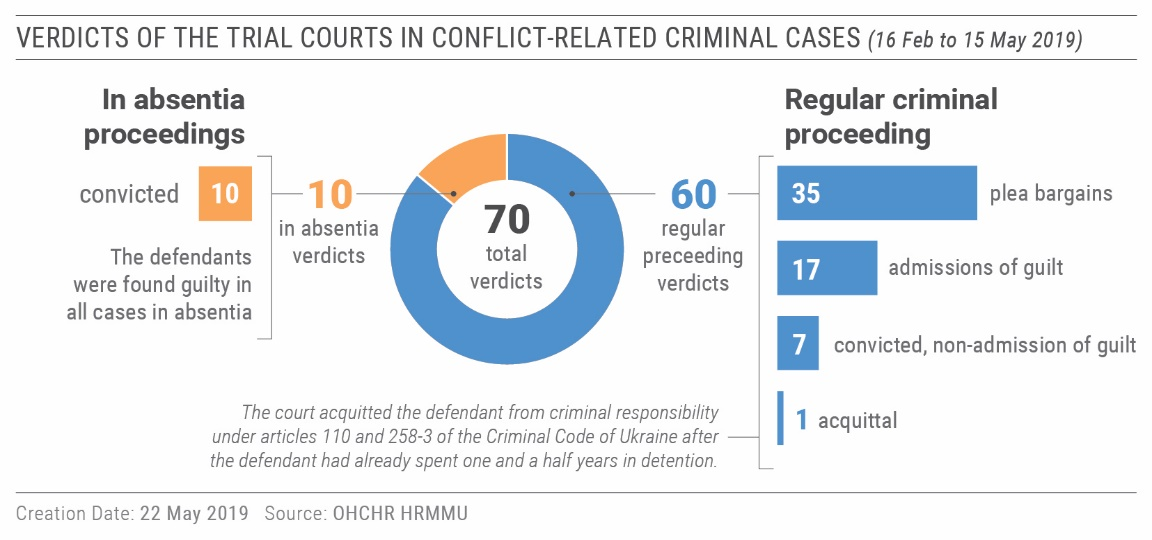 VERDICTS OF THE TRIAL COURTS IN CONFLICT-RELATED CRIMINAL CASES (16 Feb to 15 May 2019)
In absentia
proceedings
convicted 10
The defendants
were found guilty in
all cases in absentia
10
in absentia
verdicts
70
total
verdicts
60
regular
preceeding
verdicts
Regular criminal
proceeding
35 plea bargains
17 admissions of guilt
7 convicted, non-admission of guilt
1 acquittal
The court acquitted the defendant from criminal responsibility
under articles 110 and 258-3 of the Criminal Code of Ukraine after
the defendant had already spent one and a half years in detention.
Creation Date: 22 May 2019 Source: OHCHR HRMMU